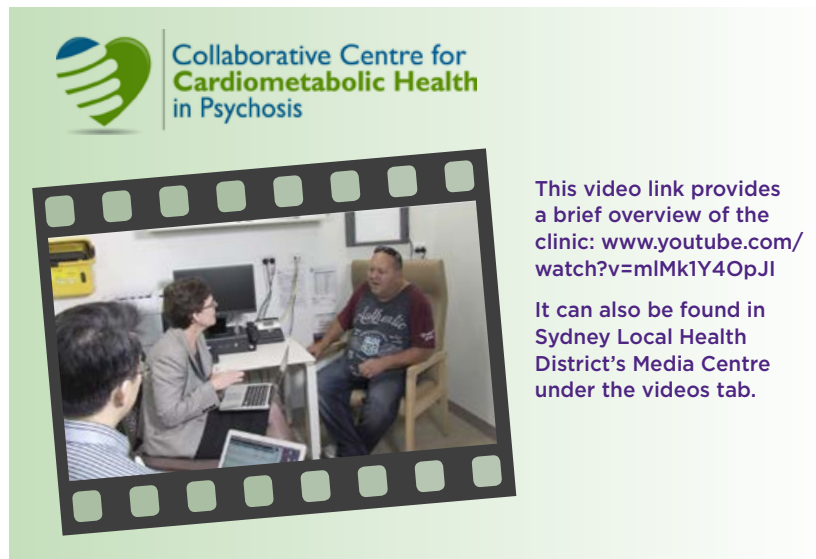 Collaborative Centre for
Cardiometabolic Health
in Psychosis
This video link provides
a brief overview of the
clinic: www.youtube.com/
watch?v=mlMk1Y4OpJI
It can also be found in
Sydney Local Health
District’s Media Centre
under the videos tab.
Authentic